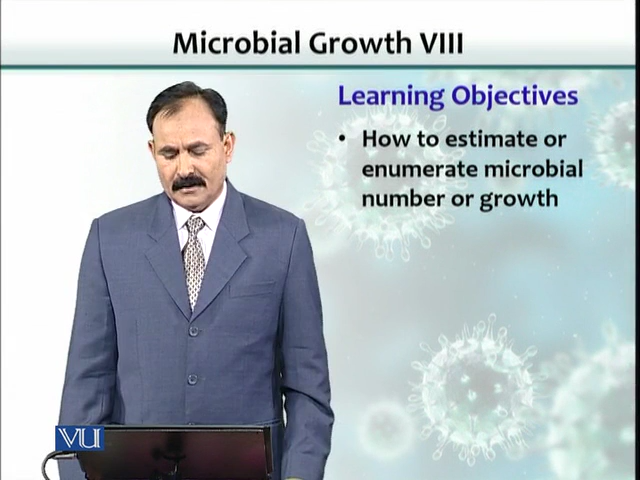 Microbial Growth VIII
Learning Objectives
• How to estimate or
enumerate microbial
number or growth
VU